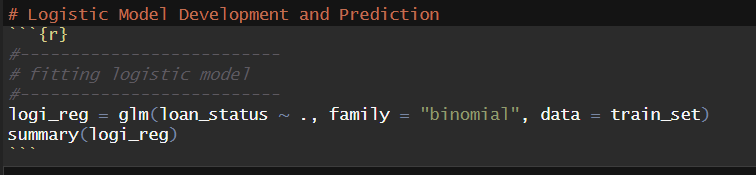 # Logistic Model Development and Prediction
```{r}
#--------------------------
# fitting logistic model
#--------------------------
logi_reg = glm(loan_status ~ ., family = "binomial", data = train_set)
summary(logi_reg)
```